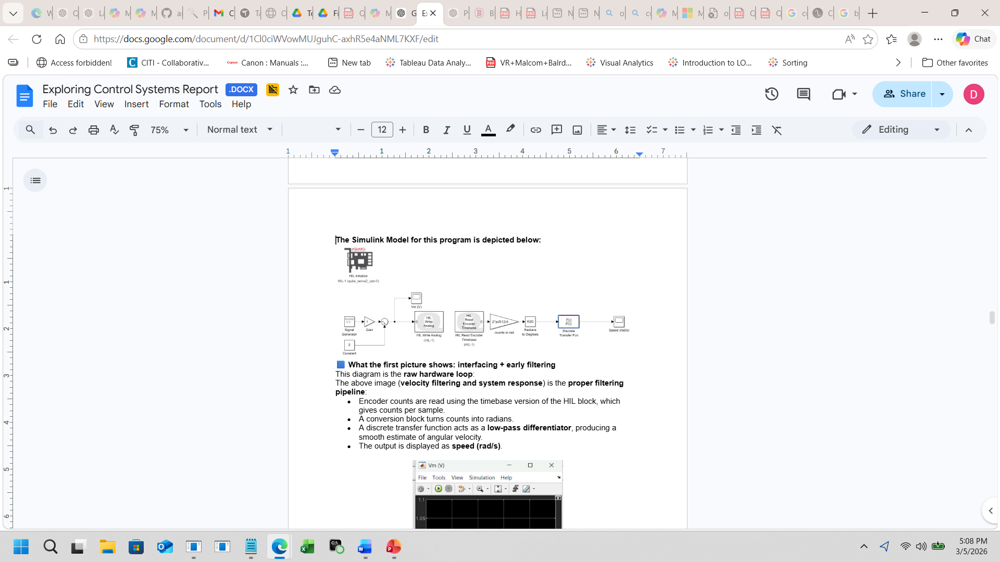 https://docs.google.com/document/d/1Cl0ciWVowMUJguhC-axhR5e4aNML7KXF/edit
Chat
Access forbidden!
CITI - Collaborativ...
Canon : Manuals :...
New tab
Tableau Data Analy...
VR+Malcom+Balrd...
Visual Analytics
Introduction to LO...
Sorting
Other favorites
Exploring Control Systems Report
.DOCX
File Edit View Insert Format Tools Help
Share
D
75%
Normal text
12
Editing
1 1 2 3 4 5 6 7
The Simulink Model for this program is depicted below:
QUARC
HIL Initialize
HIL-1 (qube_servo2_usb-0)
Vm (V)
Signal Generator
1
Gain
2
Constant
0 HIL Write Analog
HIL Write Analog
(HIL-1)
HIL Read Encoder Timebase 0
HIL Read Encoder Timebase
(HIL-1)
2*pi/512/4
counts to rad
R2D
Radians to Degrees
Discrete Transfer Fcn
Speed (rad/s)
What the first picture shows: interfacing + early filtering
This diagram is the raw hardware loop:
The above image (velocity filtering and system response) is the proper filtering
pipeline:
• Encoder counts are read using the timebase version of the HIL block, which
gives counts per sample.
• A conversion block turns counts into radians.
• A discrete transfer function acts as a low-pass differentiator, producing a
smooth estimate of angular velocity.
• The output is displayed as speed (rad/s).
Vm (V)
File Tools View Simulation Help
1.1
1.05
5:08 PM
3/5/2026